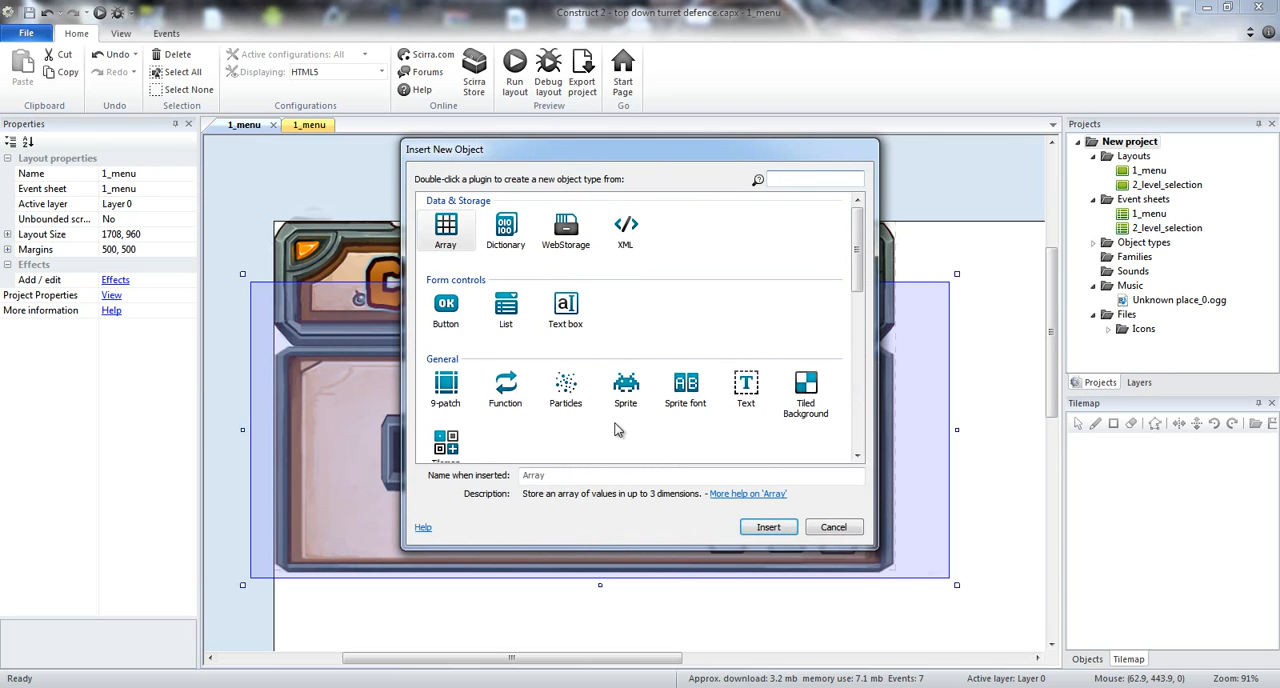 Construct 2 - top down turret defence.capx - 1_menu
File
Home
View
Events
Paste
Cut
Copy
Clipboard
Undo
Redo
Undo
Delete
Select All
Select None
Selection
Active configurations: All
Displaying: HTML5
Configurations
Scirra.com
Forums
Help
Scirra Store
Online
Run layout
Debug layout
Export project
Preview
Start Page
Go
Properties
Layout properties
Name 1_menu
Event sheet 1_menu
Active layer Layer 0
Unbounded scr... No
Layout Size 1708, 960
Margins 500, 500
Effects
Add / edit Effects
Project Properties View
More information Help
1_menu
1_menu
Insert New Object
Double-click a plugin to create a new object type from:
Data & Storage
Array
Dictionary
WebStorage
XML
Form controls
OK
Button
List
aI
Text box
General
9-patch
Function
Particles
Sprite
AB
Sprite font
T
Text
Tiled Background
Name when inserted: Array
Description: Store an array of values in up to 3 dimensions. - More help on 'Array'
Help
Insert
Cancel
Projects
New project
Layouts
1_menu
2_level_selection
Event sheets
1_menu
2_level_selection
Object types
Families
Sounds
Music
Unknown place_0.ogg
Files
Icons
Projects
Layers
Tilemap
Objects
Tilemap
Ready
Approx. download: 3.2 mb memory use: 7.1 mb Events: 7
Active layer: Layer 0
Mouse: (62.9, 443.9, 0)
Zoom: 91%